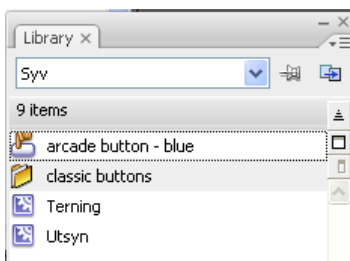 Library
Syv
9 items
arcade button - blue
classic buttons
Terning
Utsyn